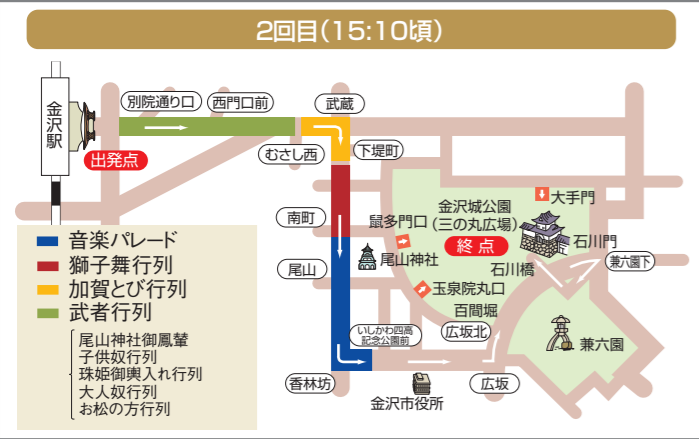 2回目（15:10頃）
金沢駅
出発点
別院通り口
西門口前
武蔵
むさし西
下堤町
南町
尾山
香林坊
いしかわ四高
記念公園前
金沢市役所
広坂
広坂北
百間堀
玉泉院丸口
尾山神社
鼠多門口
金沢城公園
（三の丸広場）
終点
大手門
石川門
石川橋
兼六園下
兼六園
音楽パレード
獅子舞行列
加賀とび行列
武者行列
尾山神社御鳳輦
子供奴行列
珠姫御輿入れ行列
大人奴行列
お松の方行列